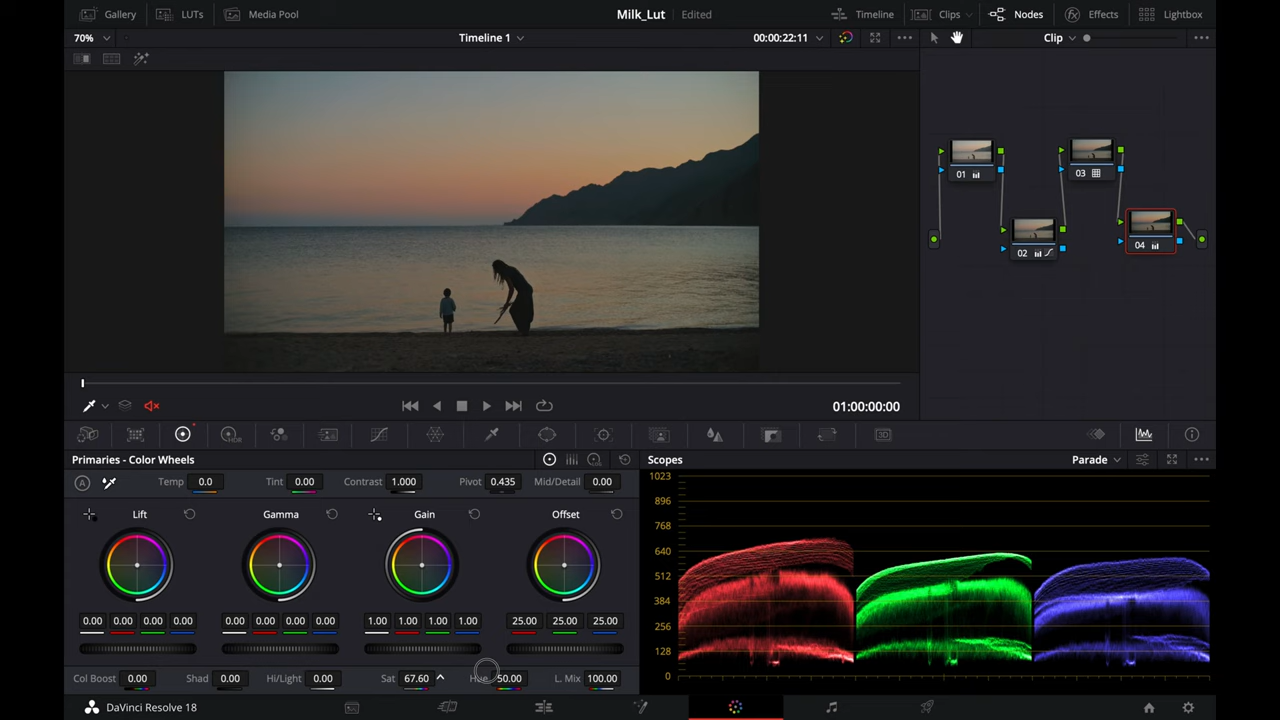 Gallery LUTs Media Pool Milk_Lut Edited Timeline Clips Nodes Effects Lightbox
70% Timeline 1 00:00:22:11 Clip
01 03
02 04
01:00:00:00
Primaries - Color Wheels Scopes Parade
A Temp 0.0 Tint 0.00 Contrast 1.000 Pivot 0.435 Mid/Detail 0.00
Lift Gamma Gain Offset
0.00 0.00 0.00 0.00 0.00 0.00 0.00 0.00 1.00 1.00 1.00 1.00 25.00 25.00 25.00
Col Boost 0.00 Shad 0.00 Hi/Light 0.00 Sat 67.60 Hue 50.00 L. Mix 100.00
1023
896
768
640
512
384
256
128
0
DaVinci Resolve 18